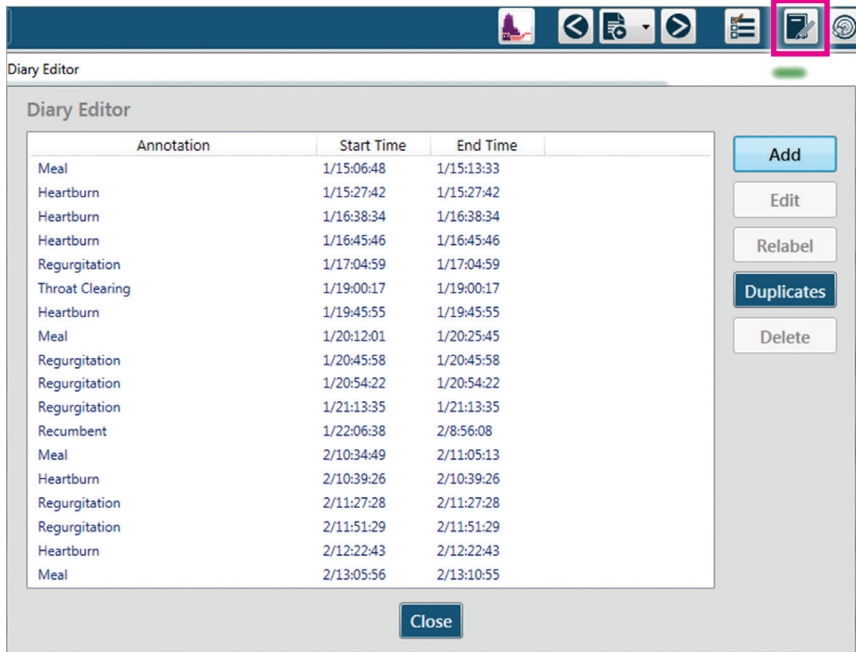 Diary Editor
Diary Editor
Annotation Start Time End Time
Meal 1/15:06:48 1/15:13:33
Heartburn 1/15:27:42 1/15:27:42
Heartburn 1/16:38:34 1/16:38:34
Heartburn 1/16:45:46 1/16:45:46
Regurgitation 1/17:04:59 1/17:04:59
Throat Clearing 1/19:00:17 1/19:00:17
Heartburn 1/19:45:55 1/19:45:55
Meal 1/20:12:01 1/20:25:45
Regurgitation 1/20:45:58 1/20:45:58
Regurgitation 1/20:54:22 1/20:54:22
Regurgitation 1/21:13:35 1/21:13:35
Recumbent 1/22:06:38 2/8:56:08
Meal 2/10:34:49 2/11:05:13
Heartburn 2/10:39:26 2/10:39:26
Regurgitation 2/11:27:28 2/11:27:28
Regurgitation 2/11:51:29 2/11:51:29
Heartburn 2/12:22:43 2/12:22:43
Meal 2/13:05:56 2/13:10:55
Add
Edit
Relabel
Duplicates
Delete
Close